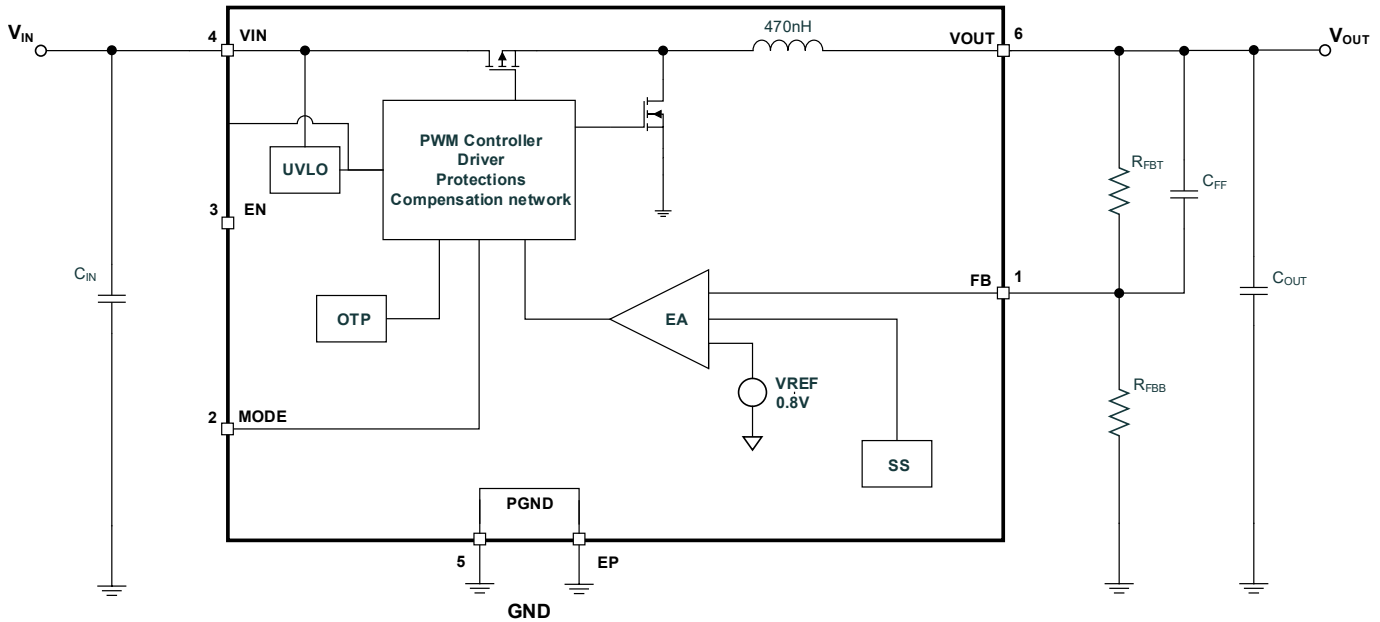 470nH
VIN
4
VIN
VOUT
6
VOUT
PWM Controller
Driver
Protections
Compensation network
UVLO
RFBT
CFF
3
EN
CIN
FB
1
COUT
OTP
EA
VREF
0.8V
RFBB
2
MODE
SS
PGND
5
EP
GND